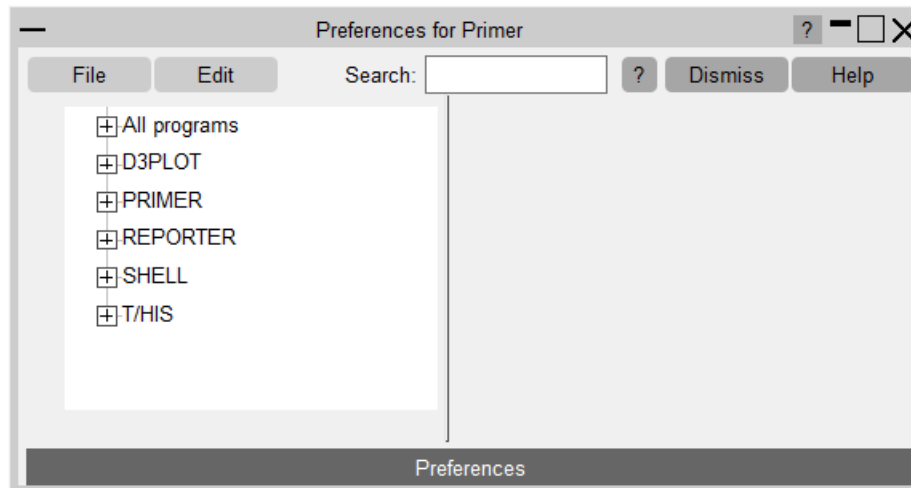 Preferences for Primer ?
File Edit Search: ? Dismiss Help
All programs
D3PLOT
PRIMER
REPORTER
SHELL
T/HIS
Preferences